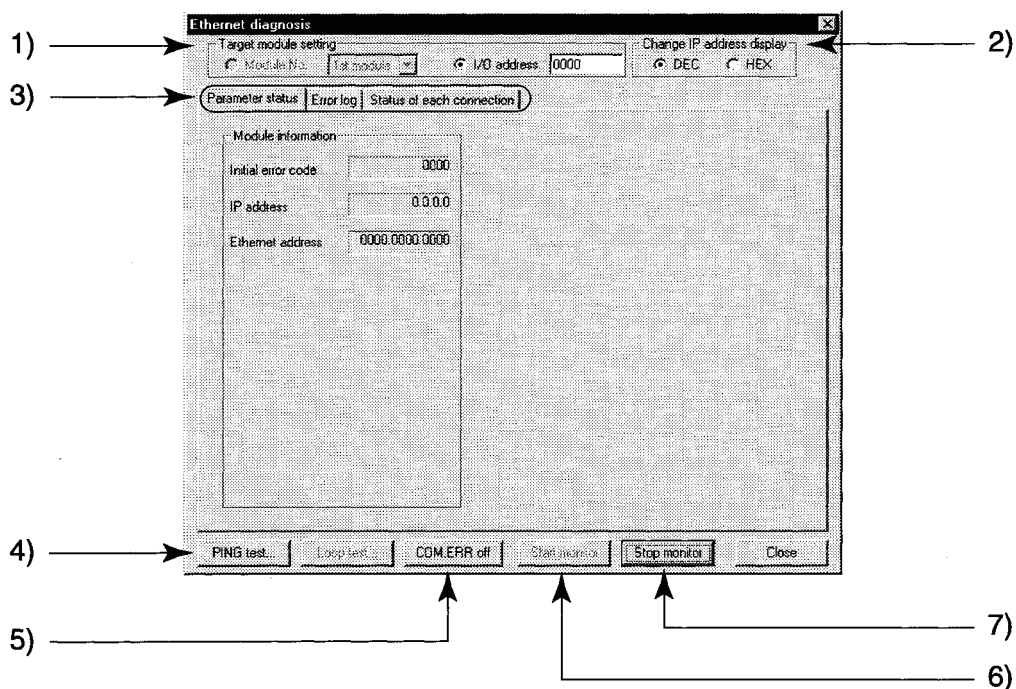 Ethernet diagnosis
1)
Target module setting
Change IP address display
2)
Module No.
1st module
I/O address
0000
DEC
HEX
3)
Parameter status
Error log
Status of each connection
Module information
Initial error code
0000
IP address
0.0.0.0
Ethernet address
0000.0000.0000
4)
PING test...
Loop test...
COM.ERR off
Start monitor
Stop monitor
Close
5)
7)
6)